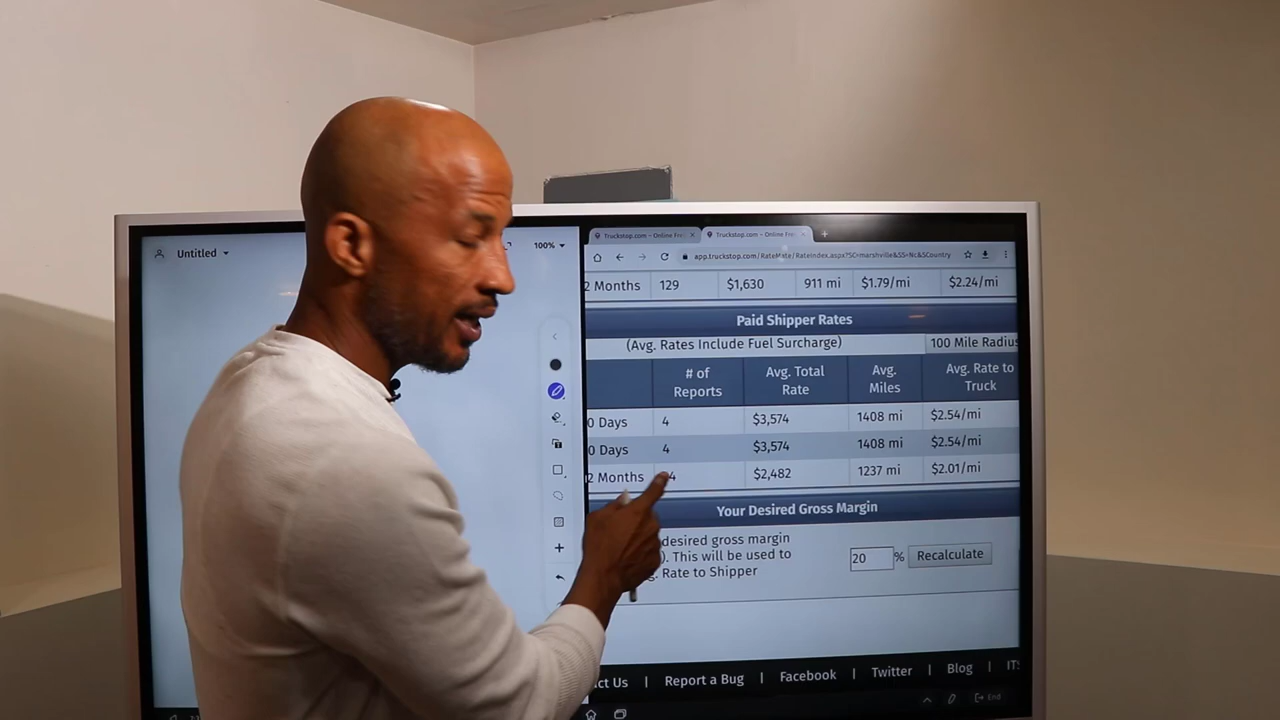 Untitled
100%
Truckstop.com – Online Fre
Truckstop.com – Online Fre
app.truckstop.com/RateMate/RateIndex.aspx?SC=marshville&SS=Nc&SCountry
2 Months 129 $1,630 911 mi $1.79/mi $2.24/mi
Paid Shipper Rates
(Avg. Rates Include Fuel Surcharge) 100 Mile Radius
# of Reports Avg. Total Rate Avg. Miles Avg. Rate to Truck
0 Days 4 $3,574 1408 mi $2.54/mi
0 Days 4 $3,574 1408 mi $2.54/mi
2 Months 4 $2,482 1237 mi $2.01/mi
Your Desired Gross Margin
desired gross margin
). This will be used to
g. Rate to Shipper
20 % Recalculate
ct Us | Report a Bug | Facebook | Twitter | Blog | ITS
End